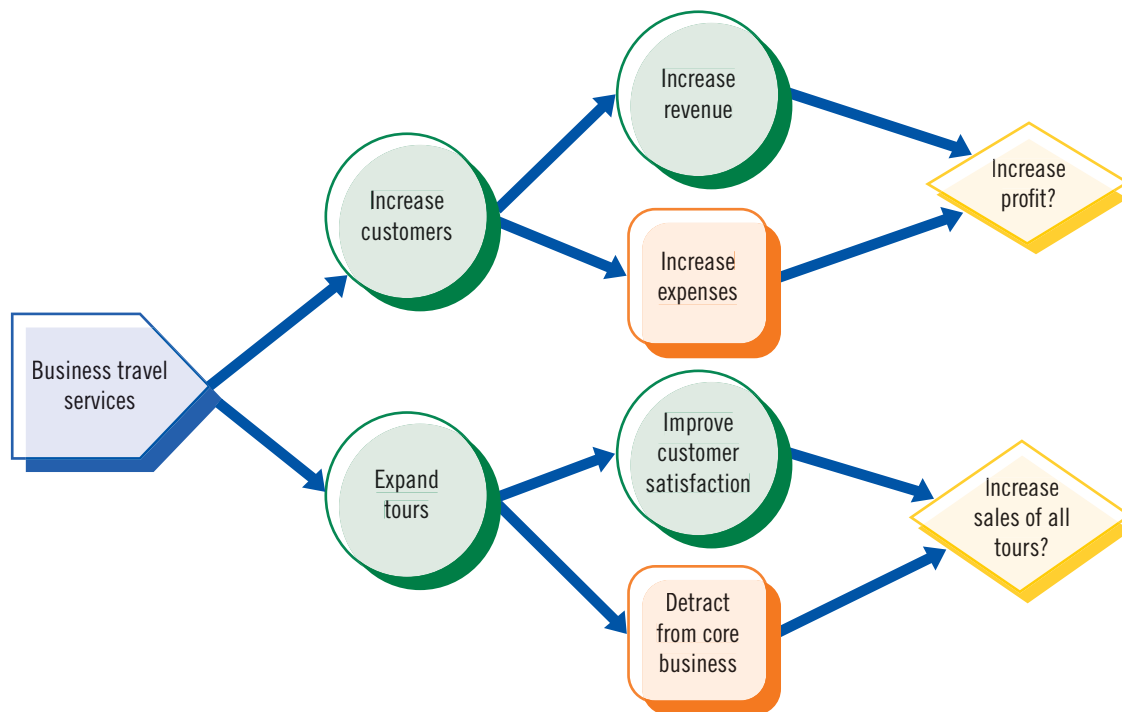 Business travel
services
Increase
customers
Expand
tours
Increase
revenue
Increase
expenses
Improve
customer
satisfaction
Detract
from core
business
Increase
profit?
Increase
sales of all
tours?